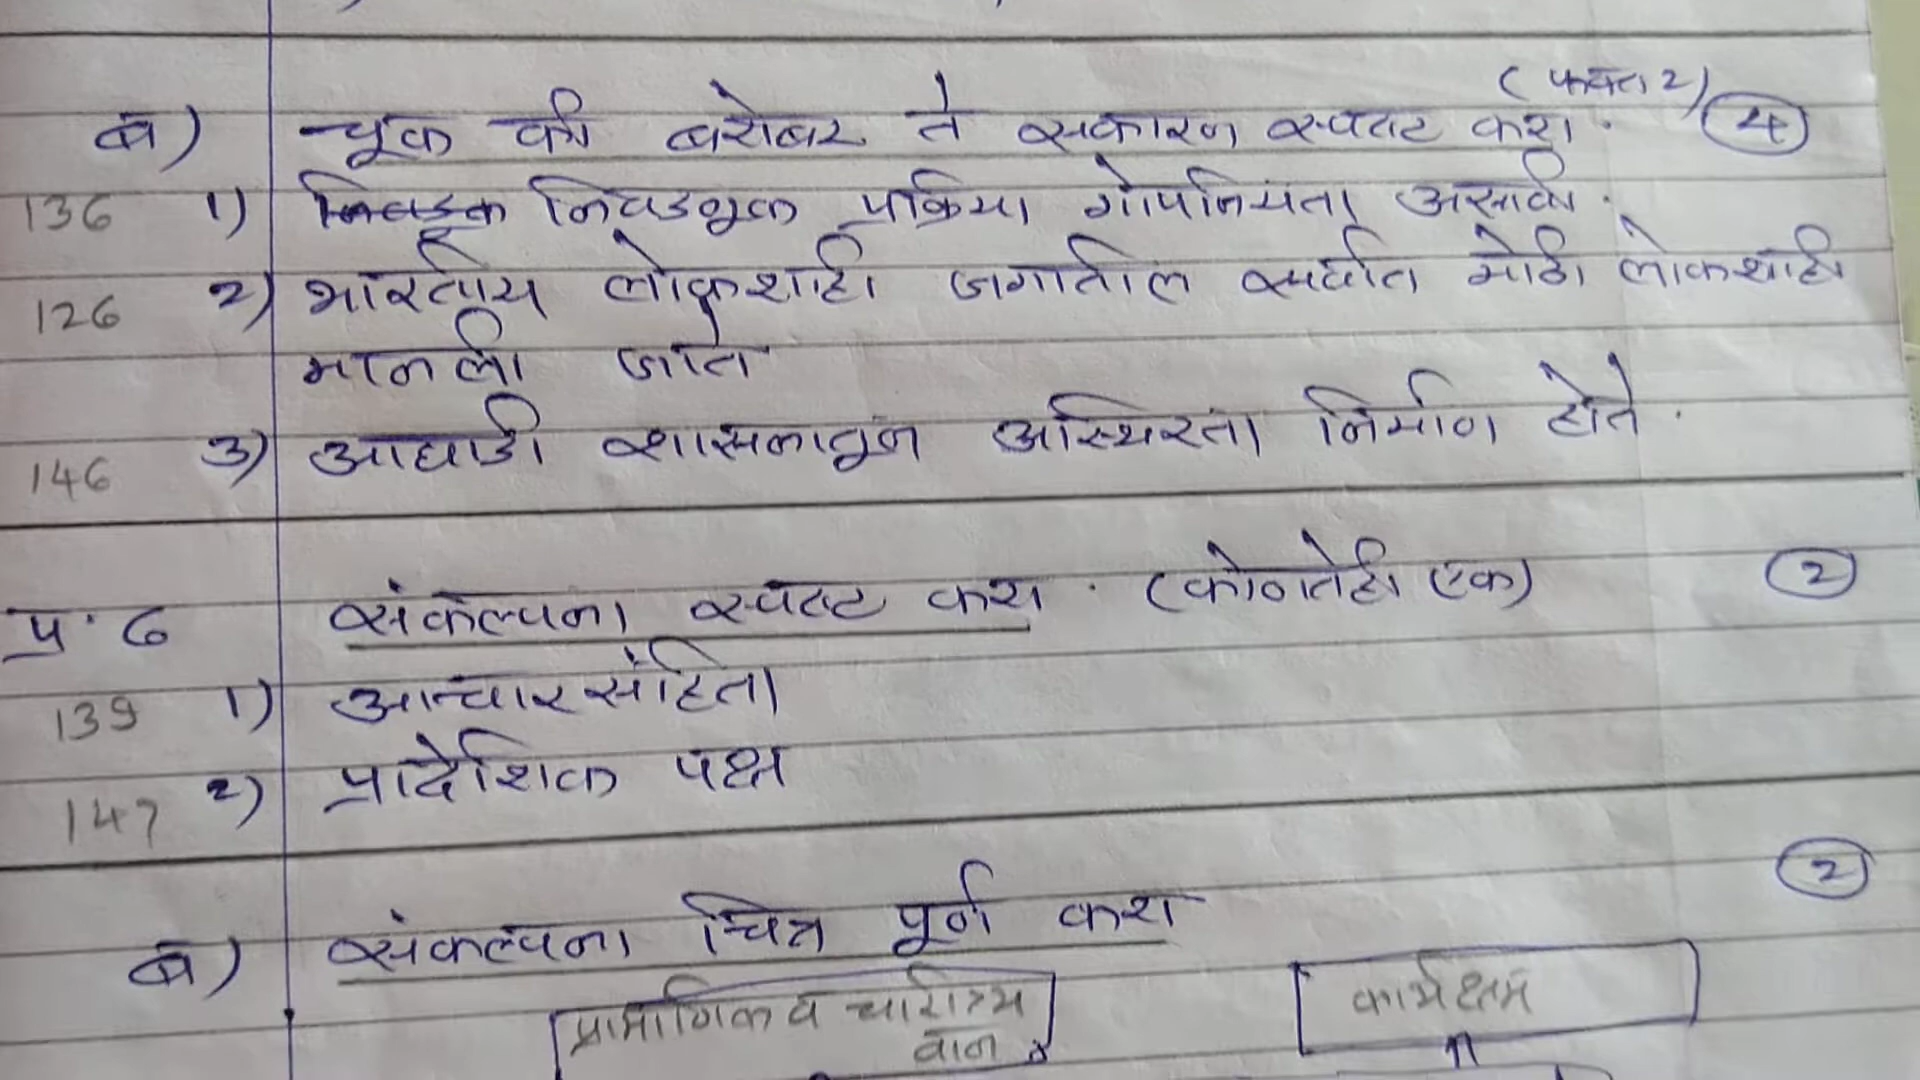 (फक्त 2)
ब) चूक की बरोबर ते सकारण स्पष्ट करा. 4
136 1) निवडणूक प्रक्रिया गोपनियता असावी.
126 2) भारतीय लोकशाही जगातील सर्वात मोठी लोकशाही
मानली जाते
146 3) आघाडी शासनातून अस्थिरता निर्माण होते.
प्र. 6 संकल्पना स्पष्ट करा. (कोणतेही एक) 2
139 1) आचारसंहिता
147 2) प्रादेशिक पक्ष
2
ब) संकल्पना चित्र पूर्ण करा
प्रामाणिक व चारित्र्य कार्यक्षम
वान